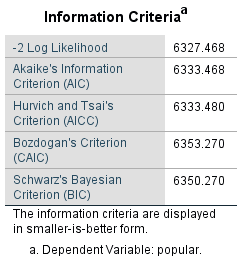 Information Criteriaa
-2 Log Likelihood 6327.468
Akaike's Information
Criterion (AIC) 6333.468
Hurvich and Tsai's
Criterion (AICC) 6333.480
Bozdogan's Criterion
(CAIC) 6353.270
Schwarz's Bayesian
Criterion (BIC) 6350.270
The information criteria are displayed
in smaller-is-better form.
a. Dependent Variable: popular.